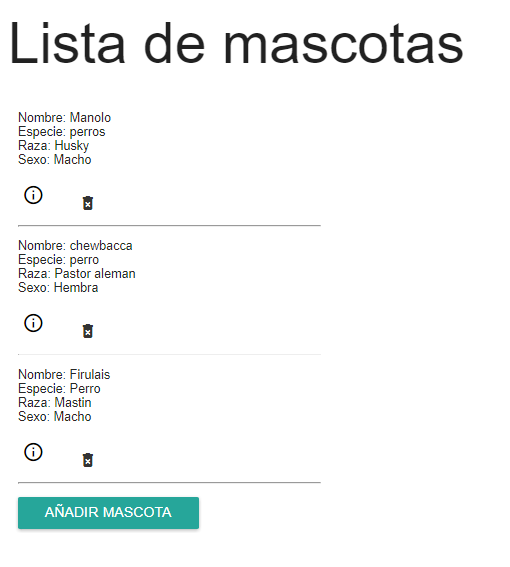 Lista de mascotas
Nombre: Manolo
Especie: perros
Raza: Husky
Sexo: Macho
Nombre: chewbacca
Especie: perro
Raza: Pastor aleman
Sexo: Hembra
Nombre: Firulais
Especie: Perro
Raza: Mastin
Sexo: Macho
AÑADIR MASCOTA